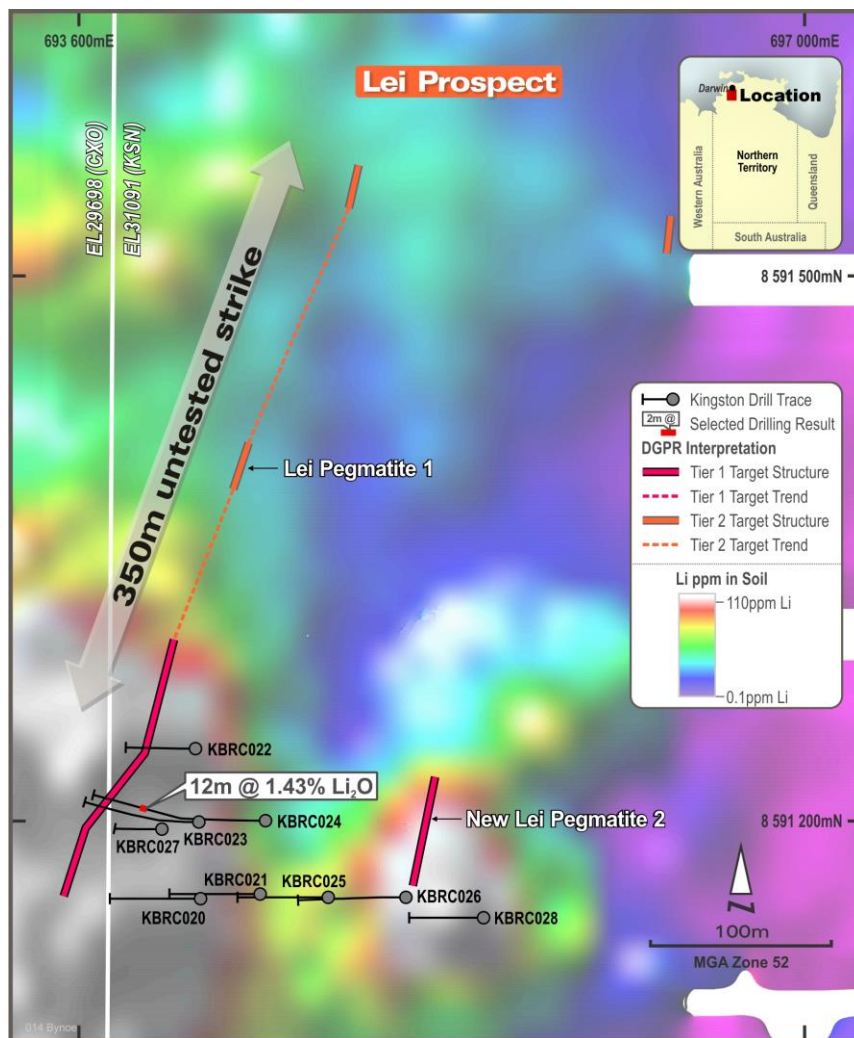 693 600mE
697 000mE
Lei Prospect
Darwin
Location
Northern
Territory
Western Australia
Queensland
South Australia
EL29698 (CXO)
EL31091 (KSN)
8 591 500mN
350m untested strike
Lei Pegmatite 1
Kingston Drill Trace
2m @
Selected Drilling Result
DGPR Interpretation
Tier 1 Target Structure
Tier 1 Target Trend
Tier 2 Target Structure
Tier 2 Target Trend
Li ppm in Soil
110ppm Li
0.1ppm Li
KBRC022
12m @ 1.43% Li₂O
KBRC024
KBRC023
KBRC027
New Lei Pegmatite 2
8 591 200mN
KBRC021
KBRC025
KBRC026
KBRC020
KBRC028
N
100m
MGA Zone 52
014 Bynoe